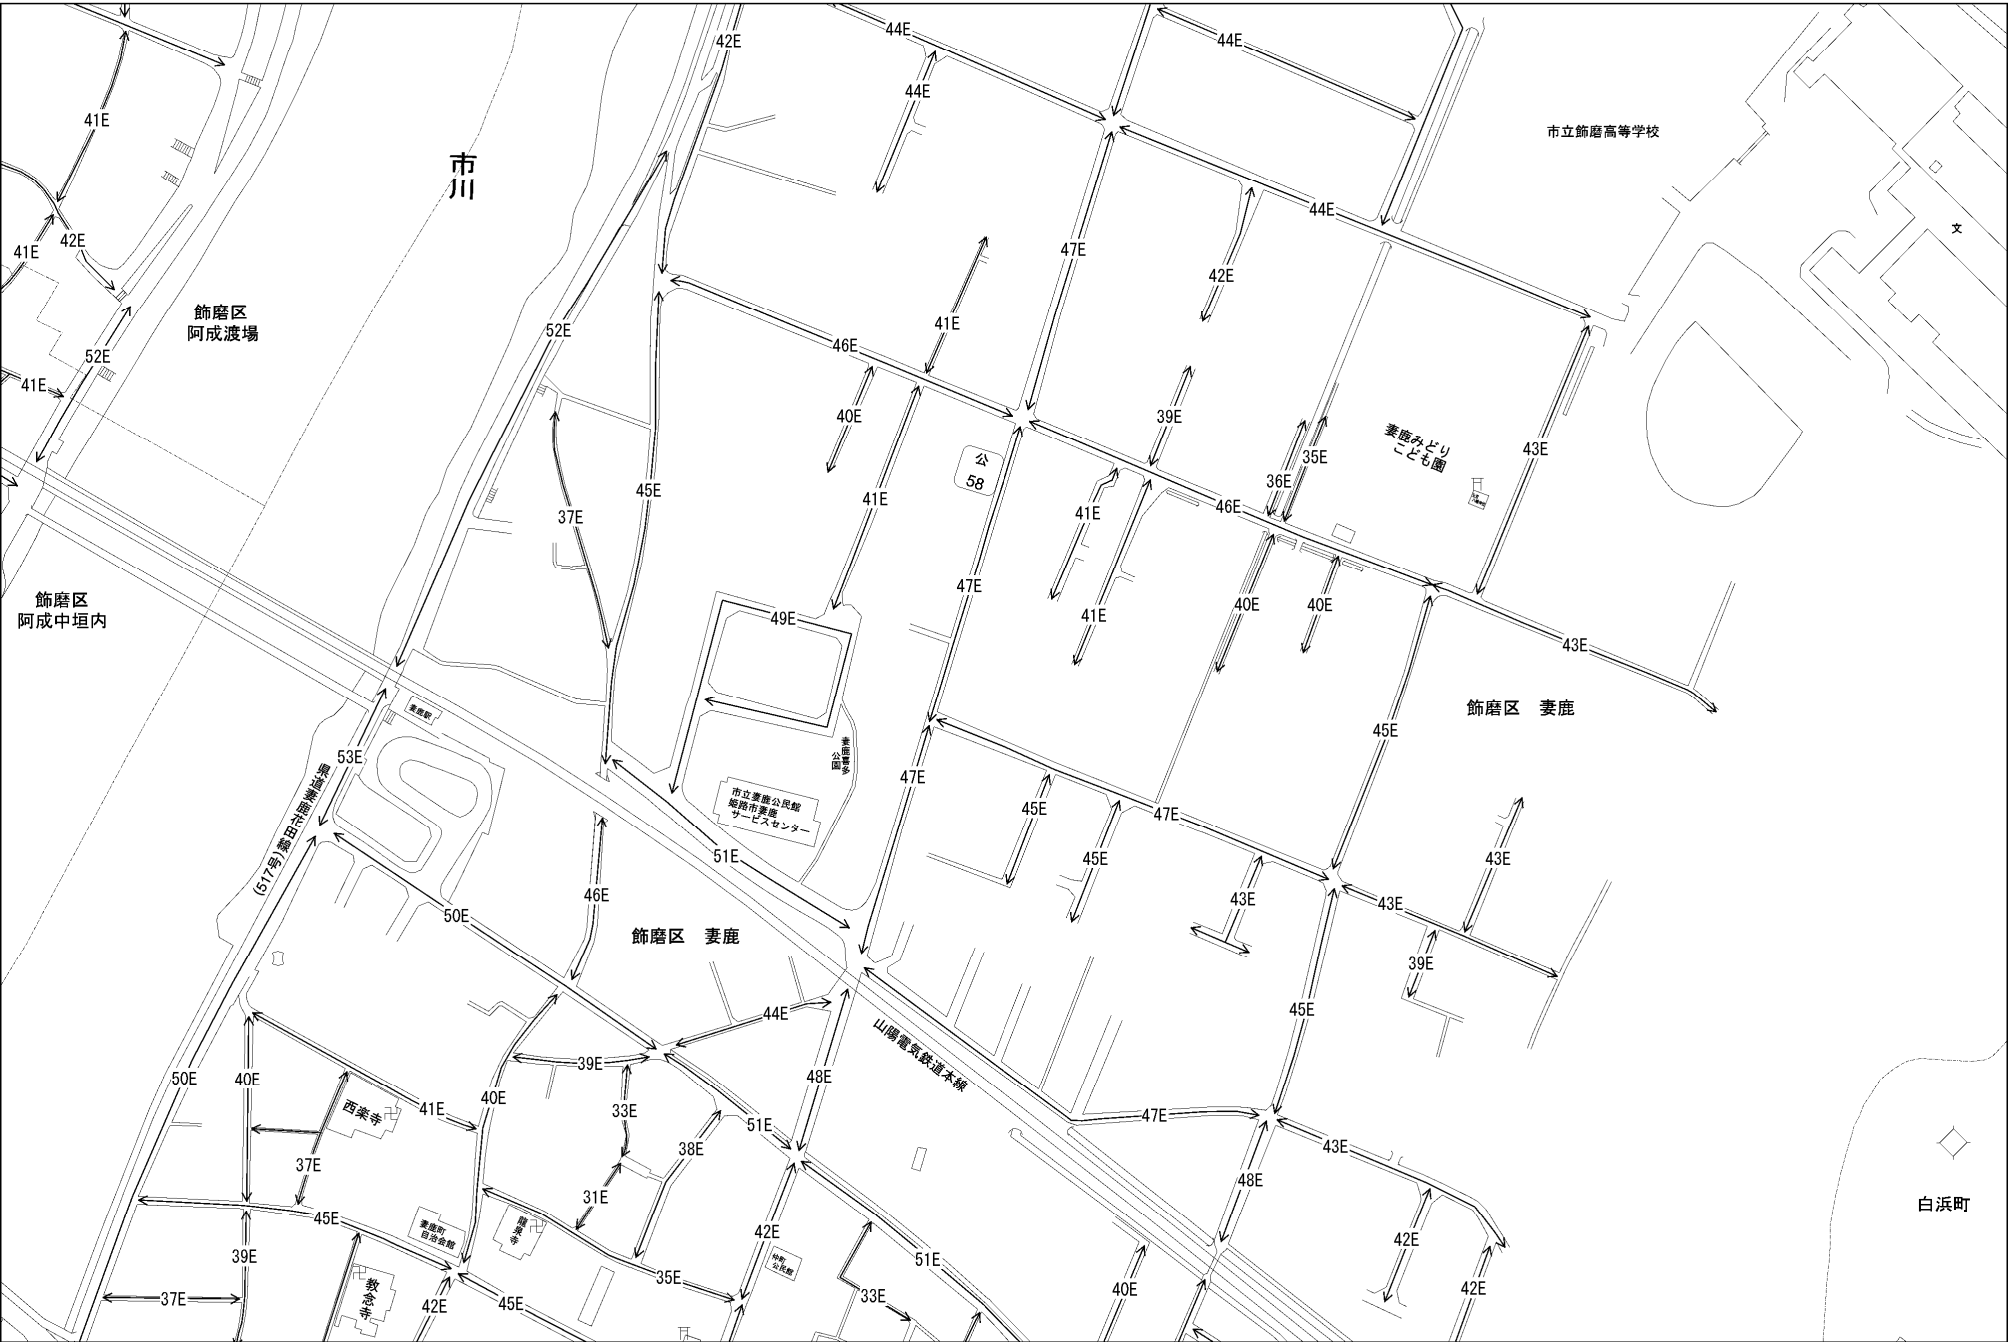 44E
42E
44E
44E
41E
市立飾磨高等学校
市川
44E
文
41E
42E
47E
42E
飾磨区
阿成渡場
52E
41E
46E
52E
41E
40E
39E
妻鹿みどり
こども園
43E
公
58
35E
36E
45E
41E
46E
37E
41E
飾磨区
阿成中垣内
47E
40E
40E
49E
41E
43E
飾磨区 妻鹿
妻鹿駅
45E
53E
妻鹿喜多
公園
47E
県道妻鹿花田線
(517号)
市立妻鹿公民館
姫路市妻鹿
サービスセンター
45E
47E
51E
45E
43E
46E
43E
43E
50E
飾磨区 妻鹿
39E
44E
45E
山陽電気鉄道本線
39E
50E
40E
48E
40E
西楽寺
41E
33E
47E
51E
38E
43E
37E
48E
31E
白浜町
45E
妻鹿町
自治会館
龍泉寺
42E
42E
39E
仲町
公民館
51E
35E
教念寺
42E
40E
37E
42E
45E
33E